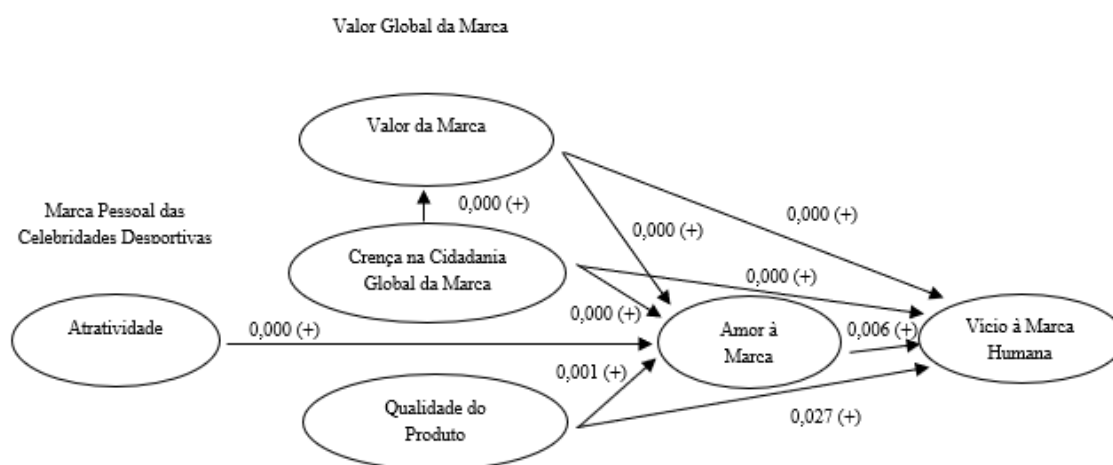 Valor Global da Marca
Valor da Marca
0,000 (+)
0,000 (+)
0,000 (+)
Marca Pessoal das
Celebridades Desportivas
Crença na Cidadania
Global da Marca
0,000 (+)
Atratividade
0,000 (+)
0,000 (+)
Amor à
Marca
0,006 (+)
Vício à Marca
Humana
0,001 (+)
Qualidade do
Produto
0,027 (+)